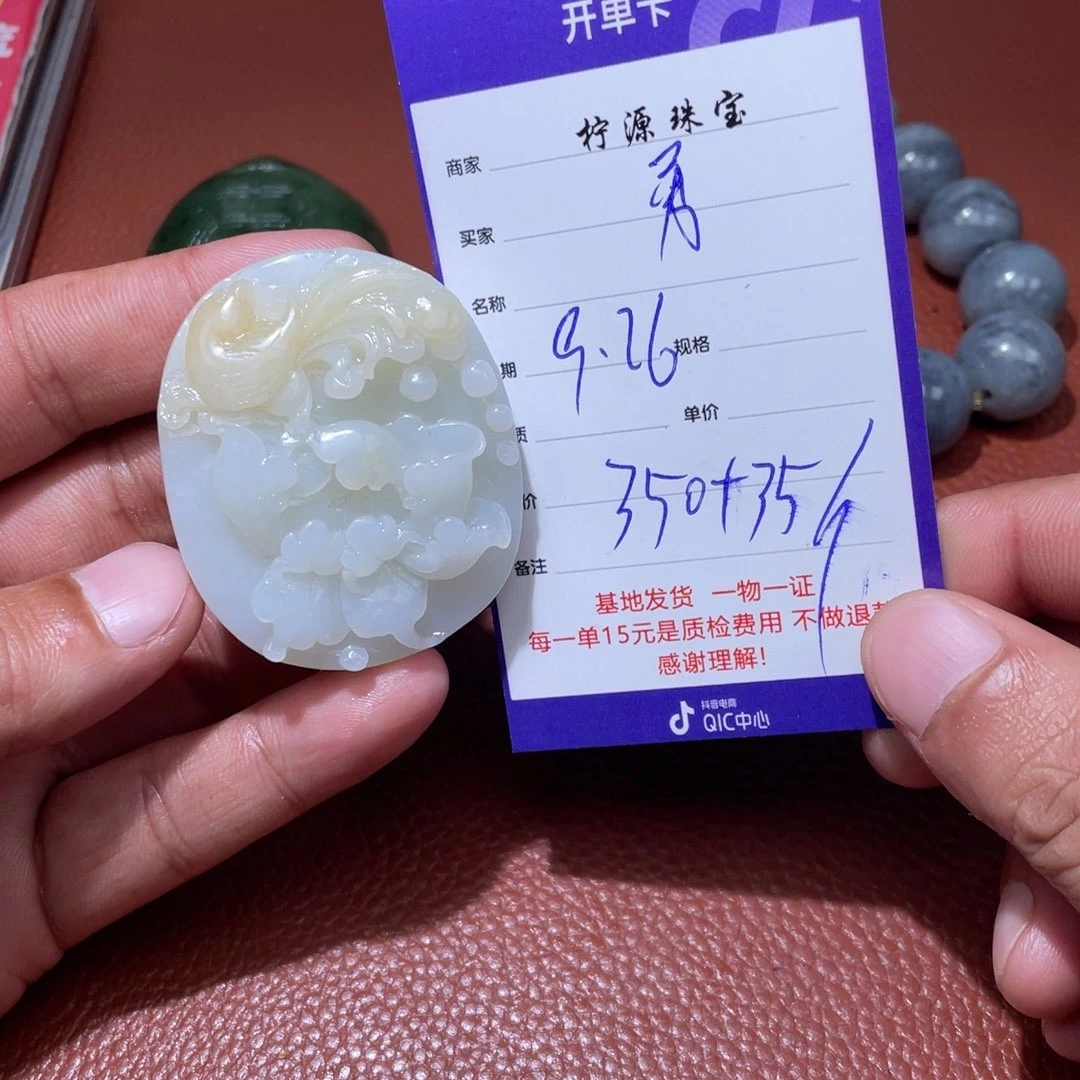 开单卡
商家 柠源珠宝
买家 勇
名称
期 9.26 规格
质 单价
价 350+35
备注
基地发货 一物一证
每一单15元是质检费用 不做退款
感谢理解!
抖音电商
QIC中心